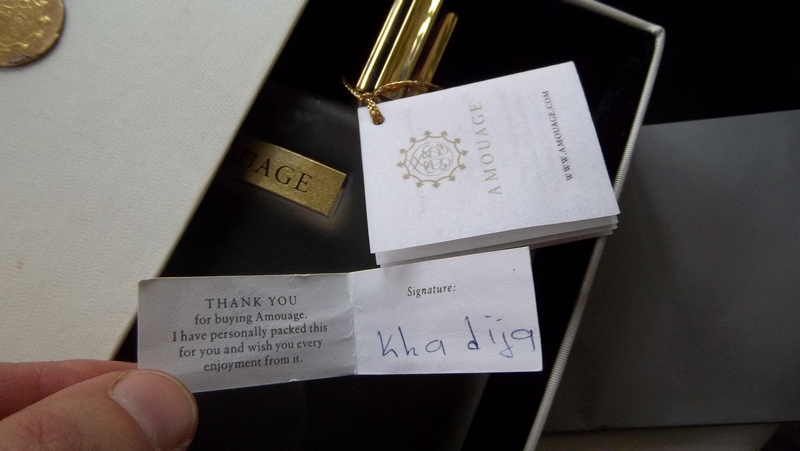 AMOUAGE
WWW.AMOUAGE.COM
UAGE
THANK YOU
for buying Amouage.
I have personally packed this
for you and wish you every
enjoyment from it.
Signature:
Khadija